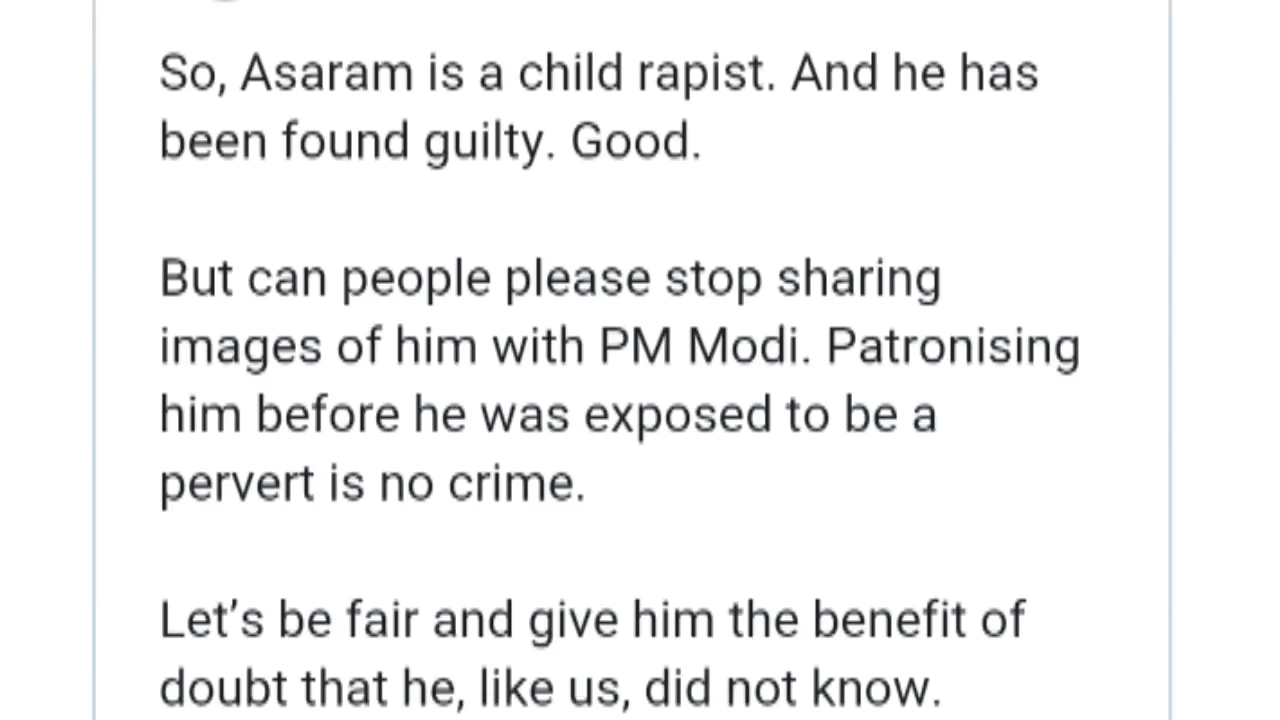 So, Asaram is a child rapist. And he has
been found guilty. Good.
But can people please stop sharing
images of him with PM Modi. Patronising
him before he was exposed to be a
pervert is no crime.
Let's be fair and give him the benefit of
doubt that he, like us, did not know.